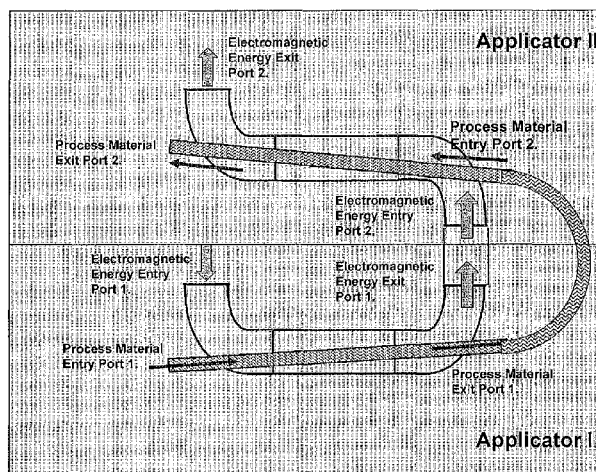 Electromagnetic
Energy Exit
Port 2.
Applicator II
Process Material
Exit Port 2.
Process Material
Entry Port 2.
Electromagnetic
Energy Entry
Port 2.
Electromagnetic
Energy Entry
Port 1.
Electromagnetic
Energy Exit
Port 1.
Process Material
Entry Port 1.
Process Material
Exit Port 1.
Applicator I